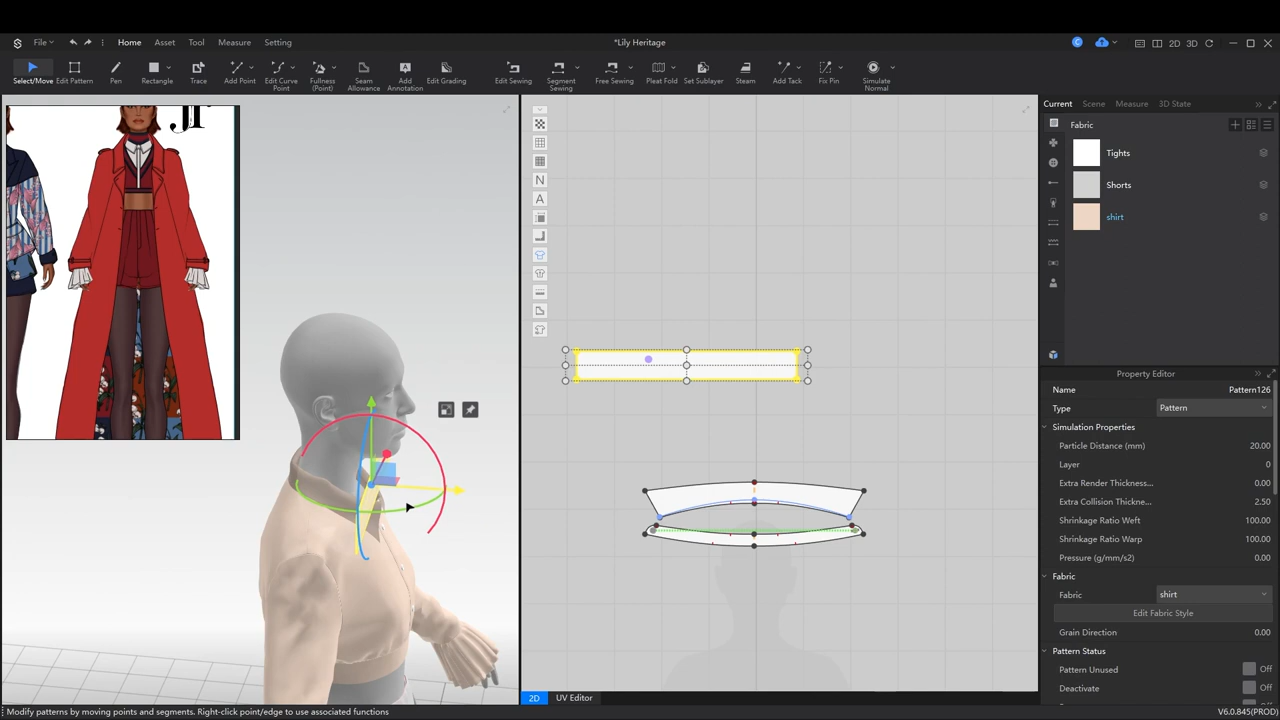 File Home Asset Tool Measure Setting *Lily Heritage C 2D 3D
Select/Move Edit Pattern Pen Rectangle Trace Add Point Edit Curve Point Fullness (Point) Seam Allowance Add Annotation Edit Grading Edit Sewing Segment Sewing Free Sewing Pleat Fold Set Sublayer Steam Add Tack Fix Pin Simulate Normal
Current Scene Measure 3D State
Fabric
Tights
Shorts
shirt
N
A
Property Editor
Name Pattern126
Type Pattern
Simulation Properties
Particle Distance (mm) 20.00
Layer 0
Extra Render Thickness... 0.00
Extra Collision Thickne... 2.50
Shrinkage Ratio Weft 100.00
Shrinkage Ratio Warp 100.00
Pressure (g/mm/s2) 0.00
Fabric
Fabric shirt
Edit Fabric Style
Grain Direction 0.00
Pattern Status
Pattern Unused Off
Deactivate Off
2D UV Editor
Modify patterns by moving points and segments. Right-click point/edge to use associated functions V6.0.845(PROD)